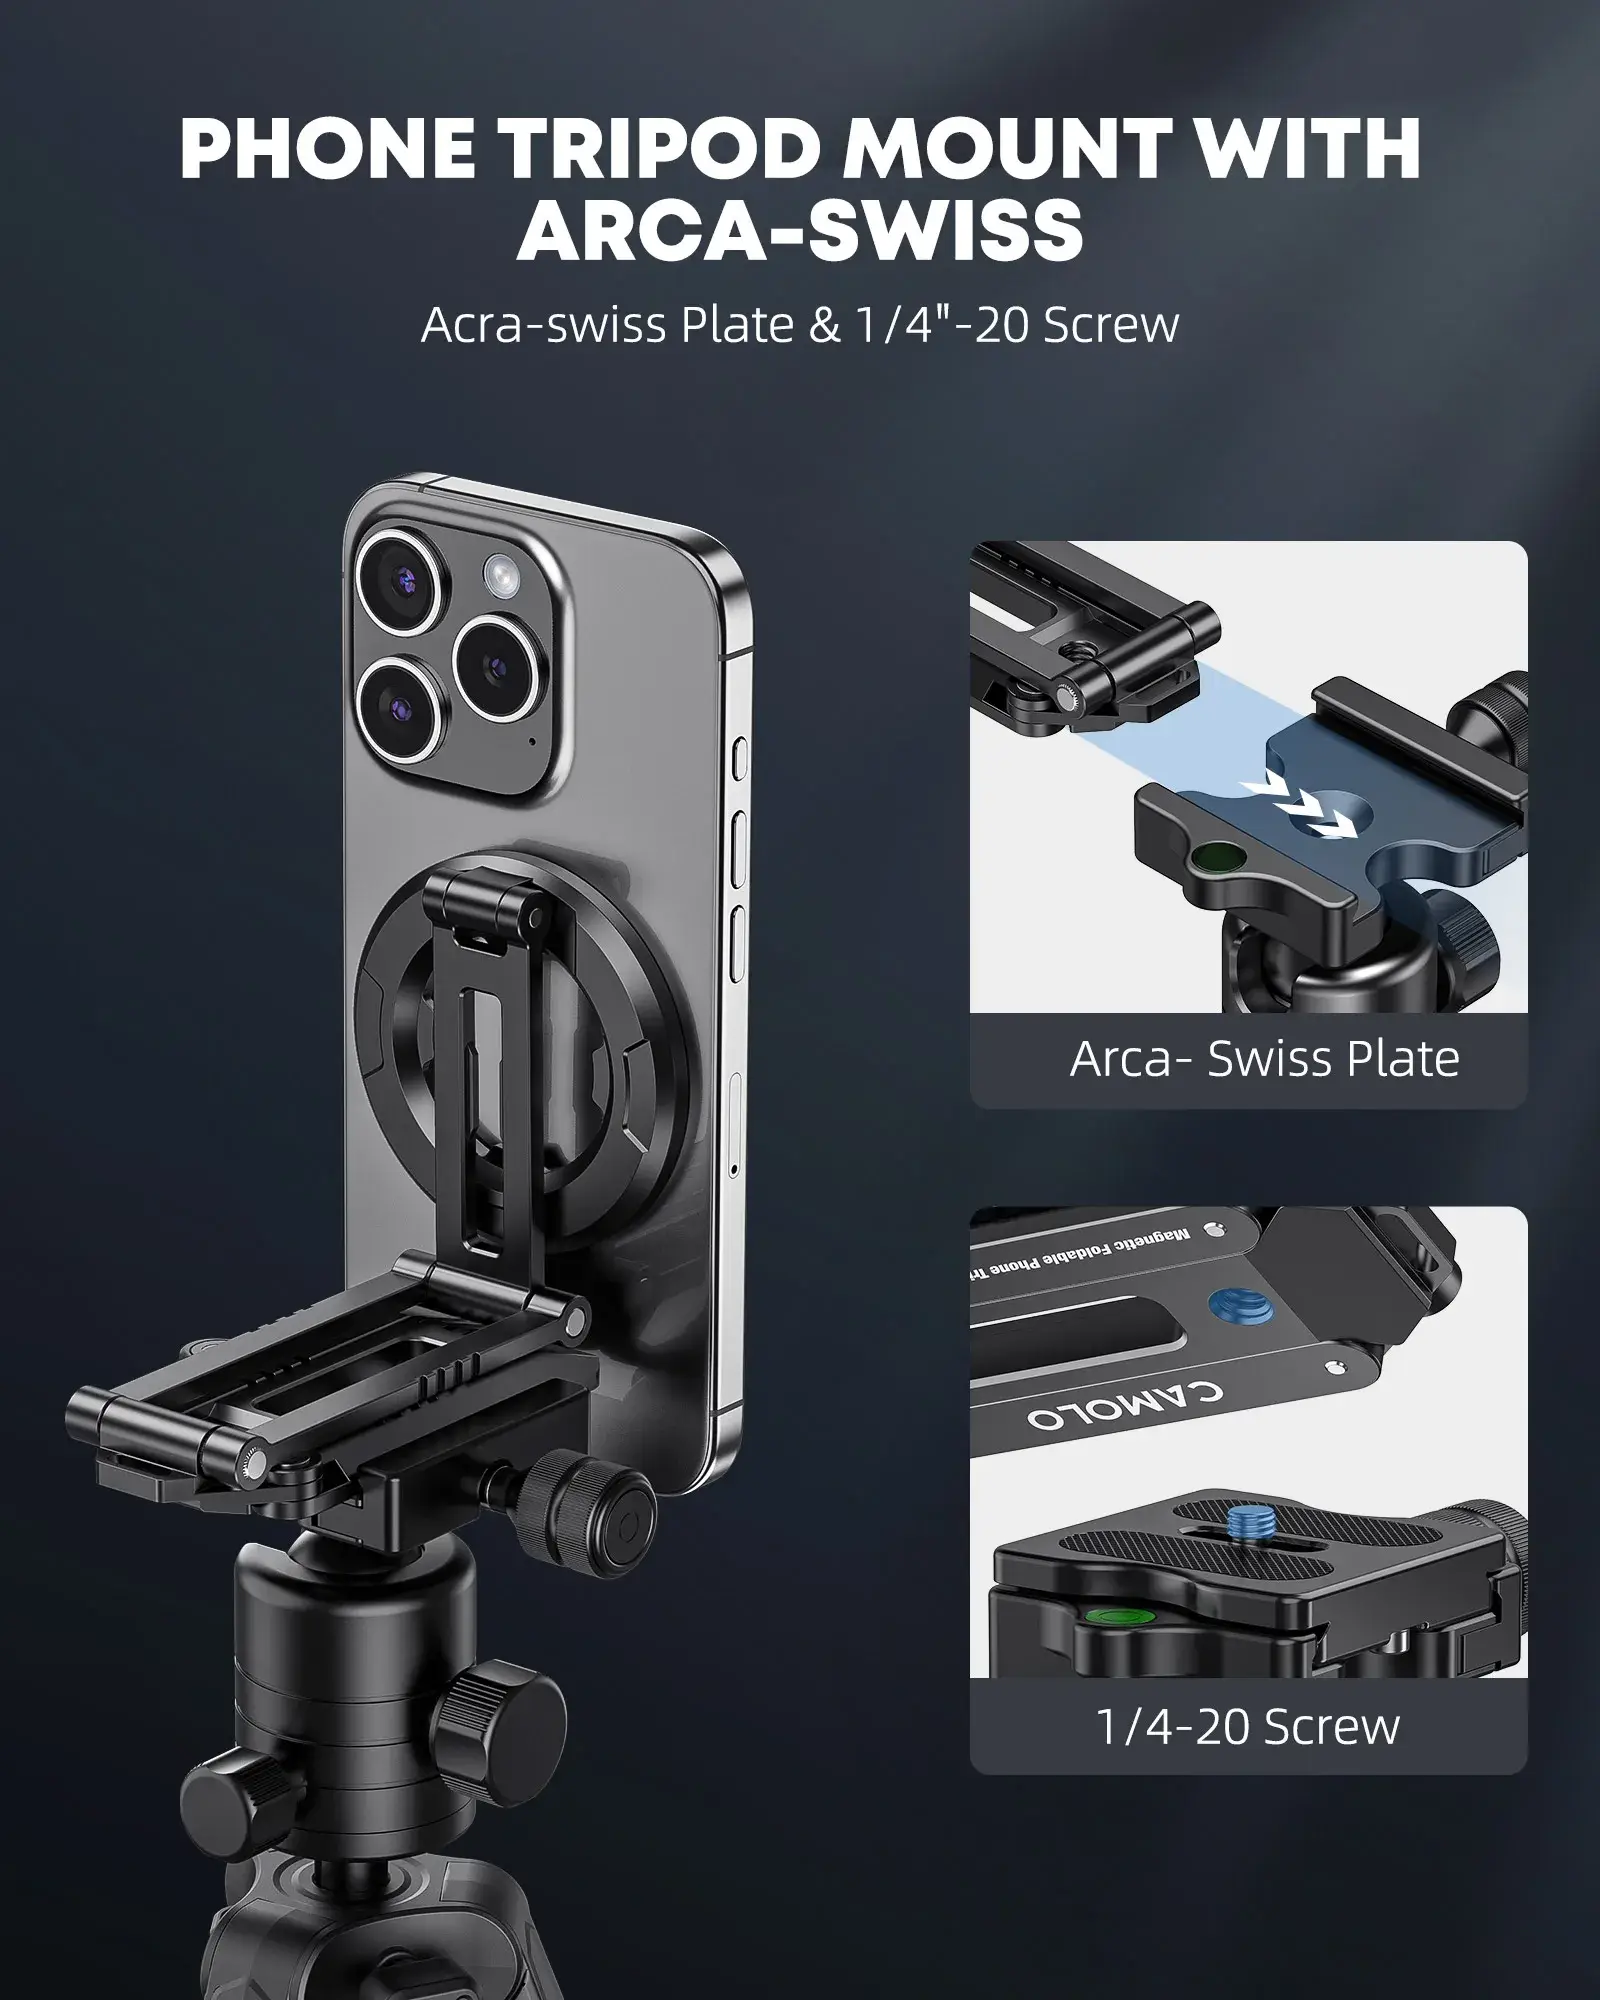 PHONE TRIPOD MOUNT WITH
ARCA-SWISS
Acra-swiss Plate & 1/4"-20 Screw
Arca- Swiss Plate
Magnetic Foldable Phone Tri
CAMOLO
1/4-20 Screw